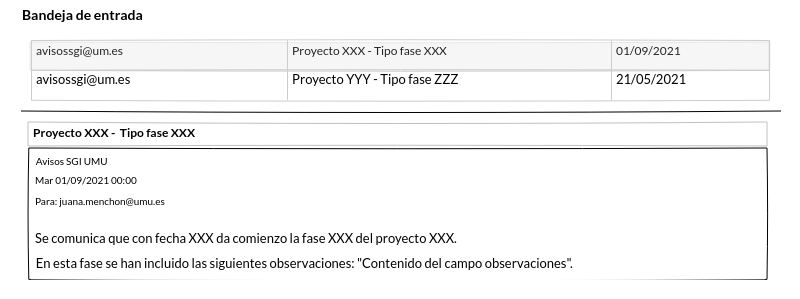 Bandeja de entrada
avisossgi@um.es Proyecto XXX - Tipo fase XXX 01/09/2021
avisossgi@um.es Proyecto YYY - Tipo fase ZZZ 21/05/2021
Proyecto XXX - Tipo fase XXX
Avisos SGI UMU
Mar 01/09/2021 00:00
Para: juana.menchon@umu.es
Se comunica que con fecha XXX da comienzo la fase XXX del proyecto XXX.
En esta fase se han incluido las siguientes observaciones: "Contenido del campo observaciones".